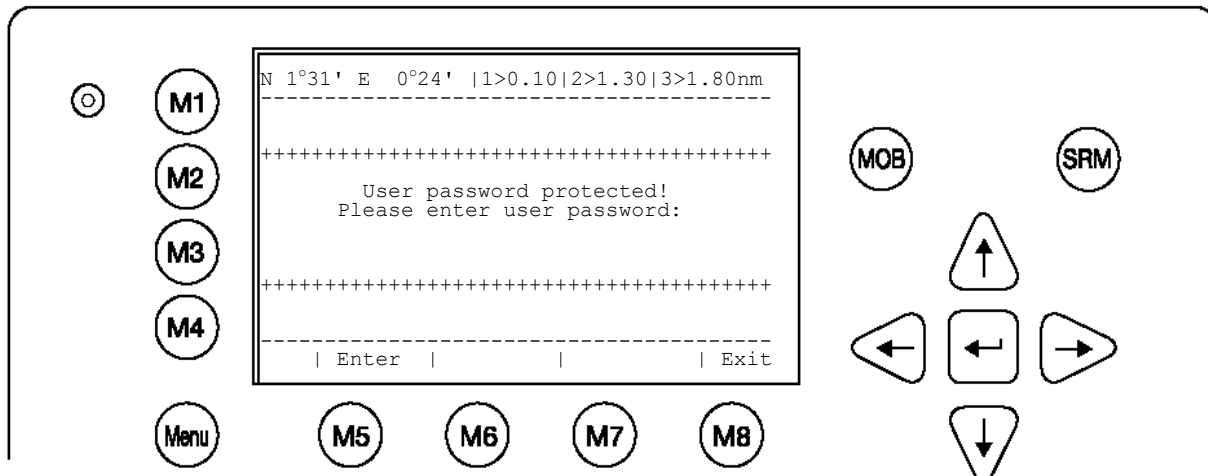 N 1°31' E 0°24' |1>0.10|2>1.30|3>1.80nm
----------------------------------------
++++++++++++++++++++++++++++++++++++++++
User password protected!
Please enter user password:
++++++++++++++++++++++++++++++++++++++++
----------------------------------------
| Enter | | | Exit
M1
M2
M3
M4
Menu
M5
M6
M7
M8
MOB
SRM